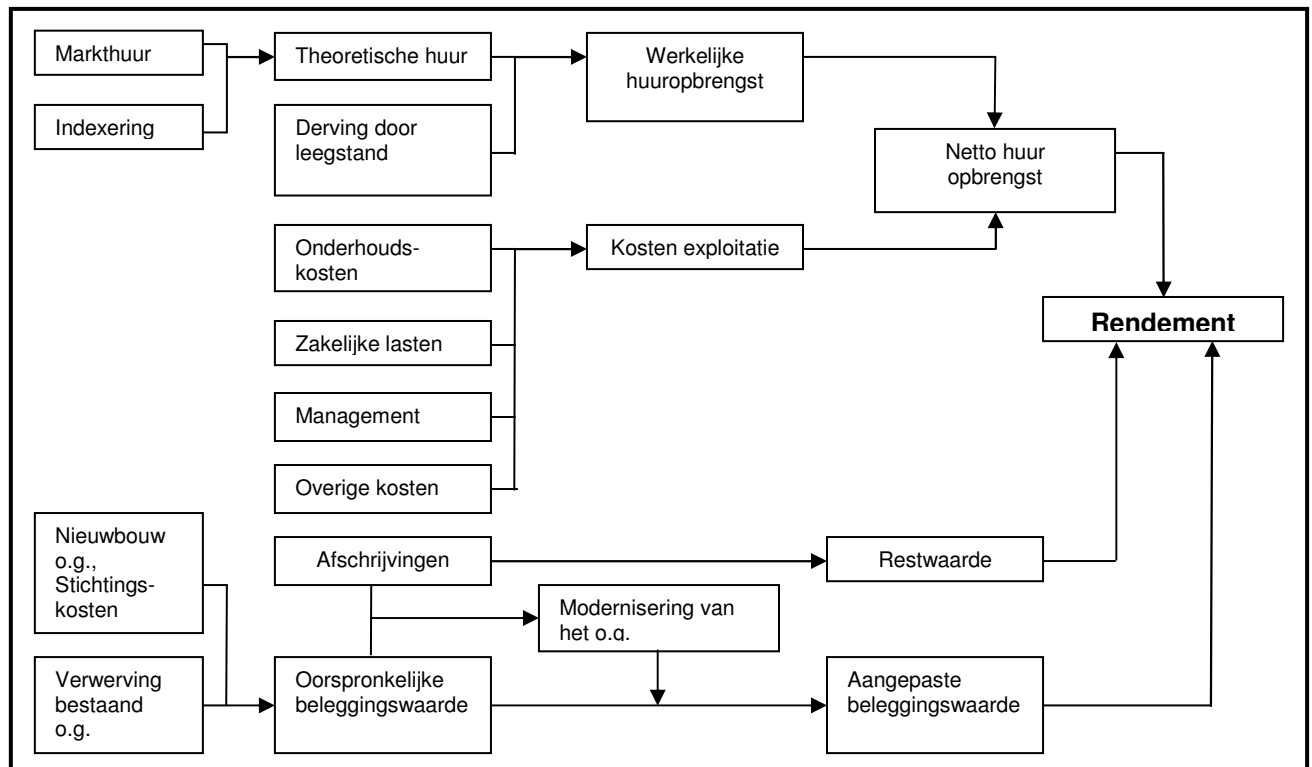 Markthuur
Theoretische huur
Werkelijke
huuropbrengst
Indexering
Derving door
leegstand
Netto huur
opbrengst
Onderhouds-
kosten
Kosten exploitatie
Rendement
Zakelijke lasten
Management
Overige kosten
Nieuwbouw
o.g.,
Stichtings-
kosten
Afschrijvingen
Restwaarde
Modernisering van
het o.g.
Verwerving
bestaand
o.g.
Oorspronkelijke
beleggingswaarde
Aangepaste
beleggingswaarde